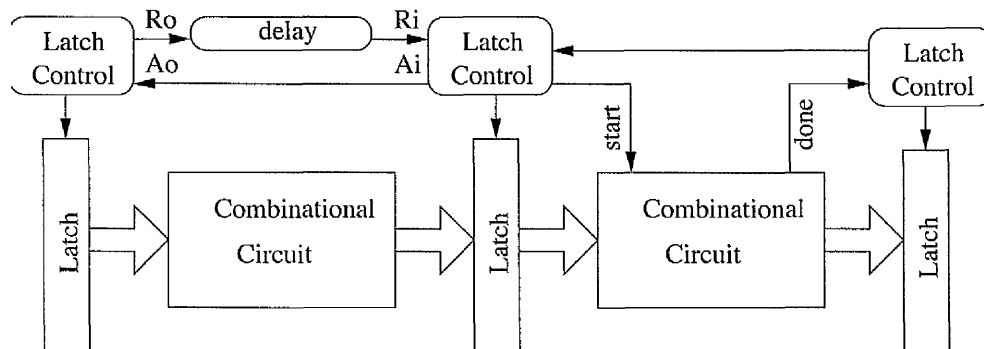 Ro
delay
Ri
Latch
Control
Latch
Control
Latch
Control
Ao
Ai
start
done
Latch
Combinational
Circuit
Latch
Combinational
Circuit
Latch